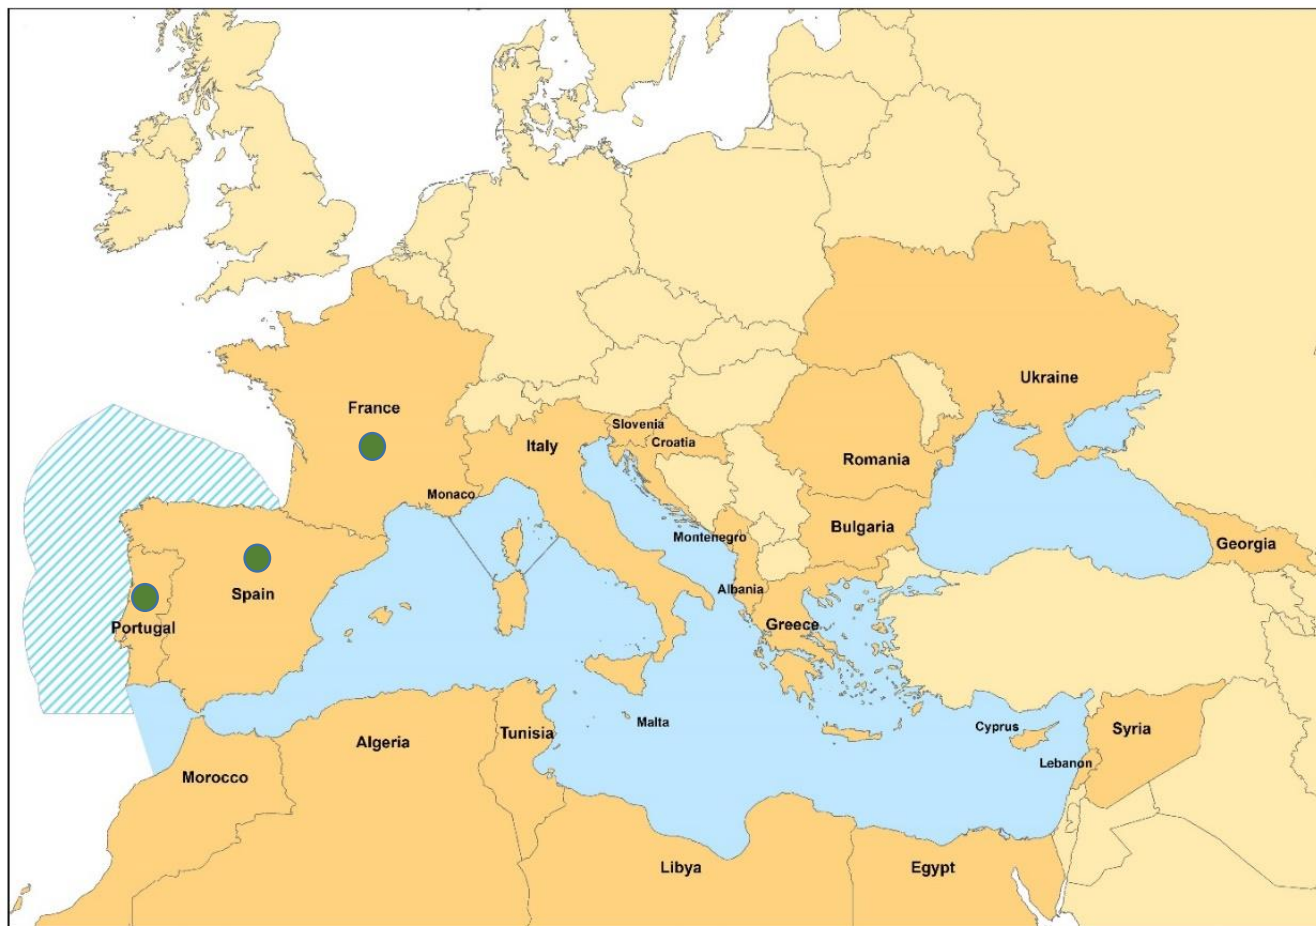 Ukraine
France
Slovenia
Croatia
Italy
Romania
Monaco
Bulgaria
Montenegro
Georgia
Albania
Spain
Greece
Portugal
Malta
Cyprus
Syria
Tunisia
Algeria
Lebanon
Morocco
Libya
Egypt